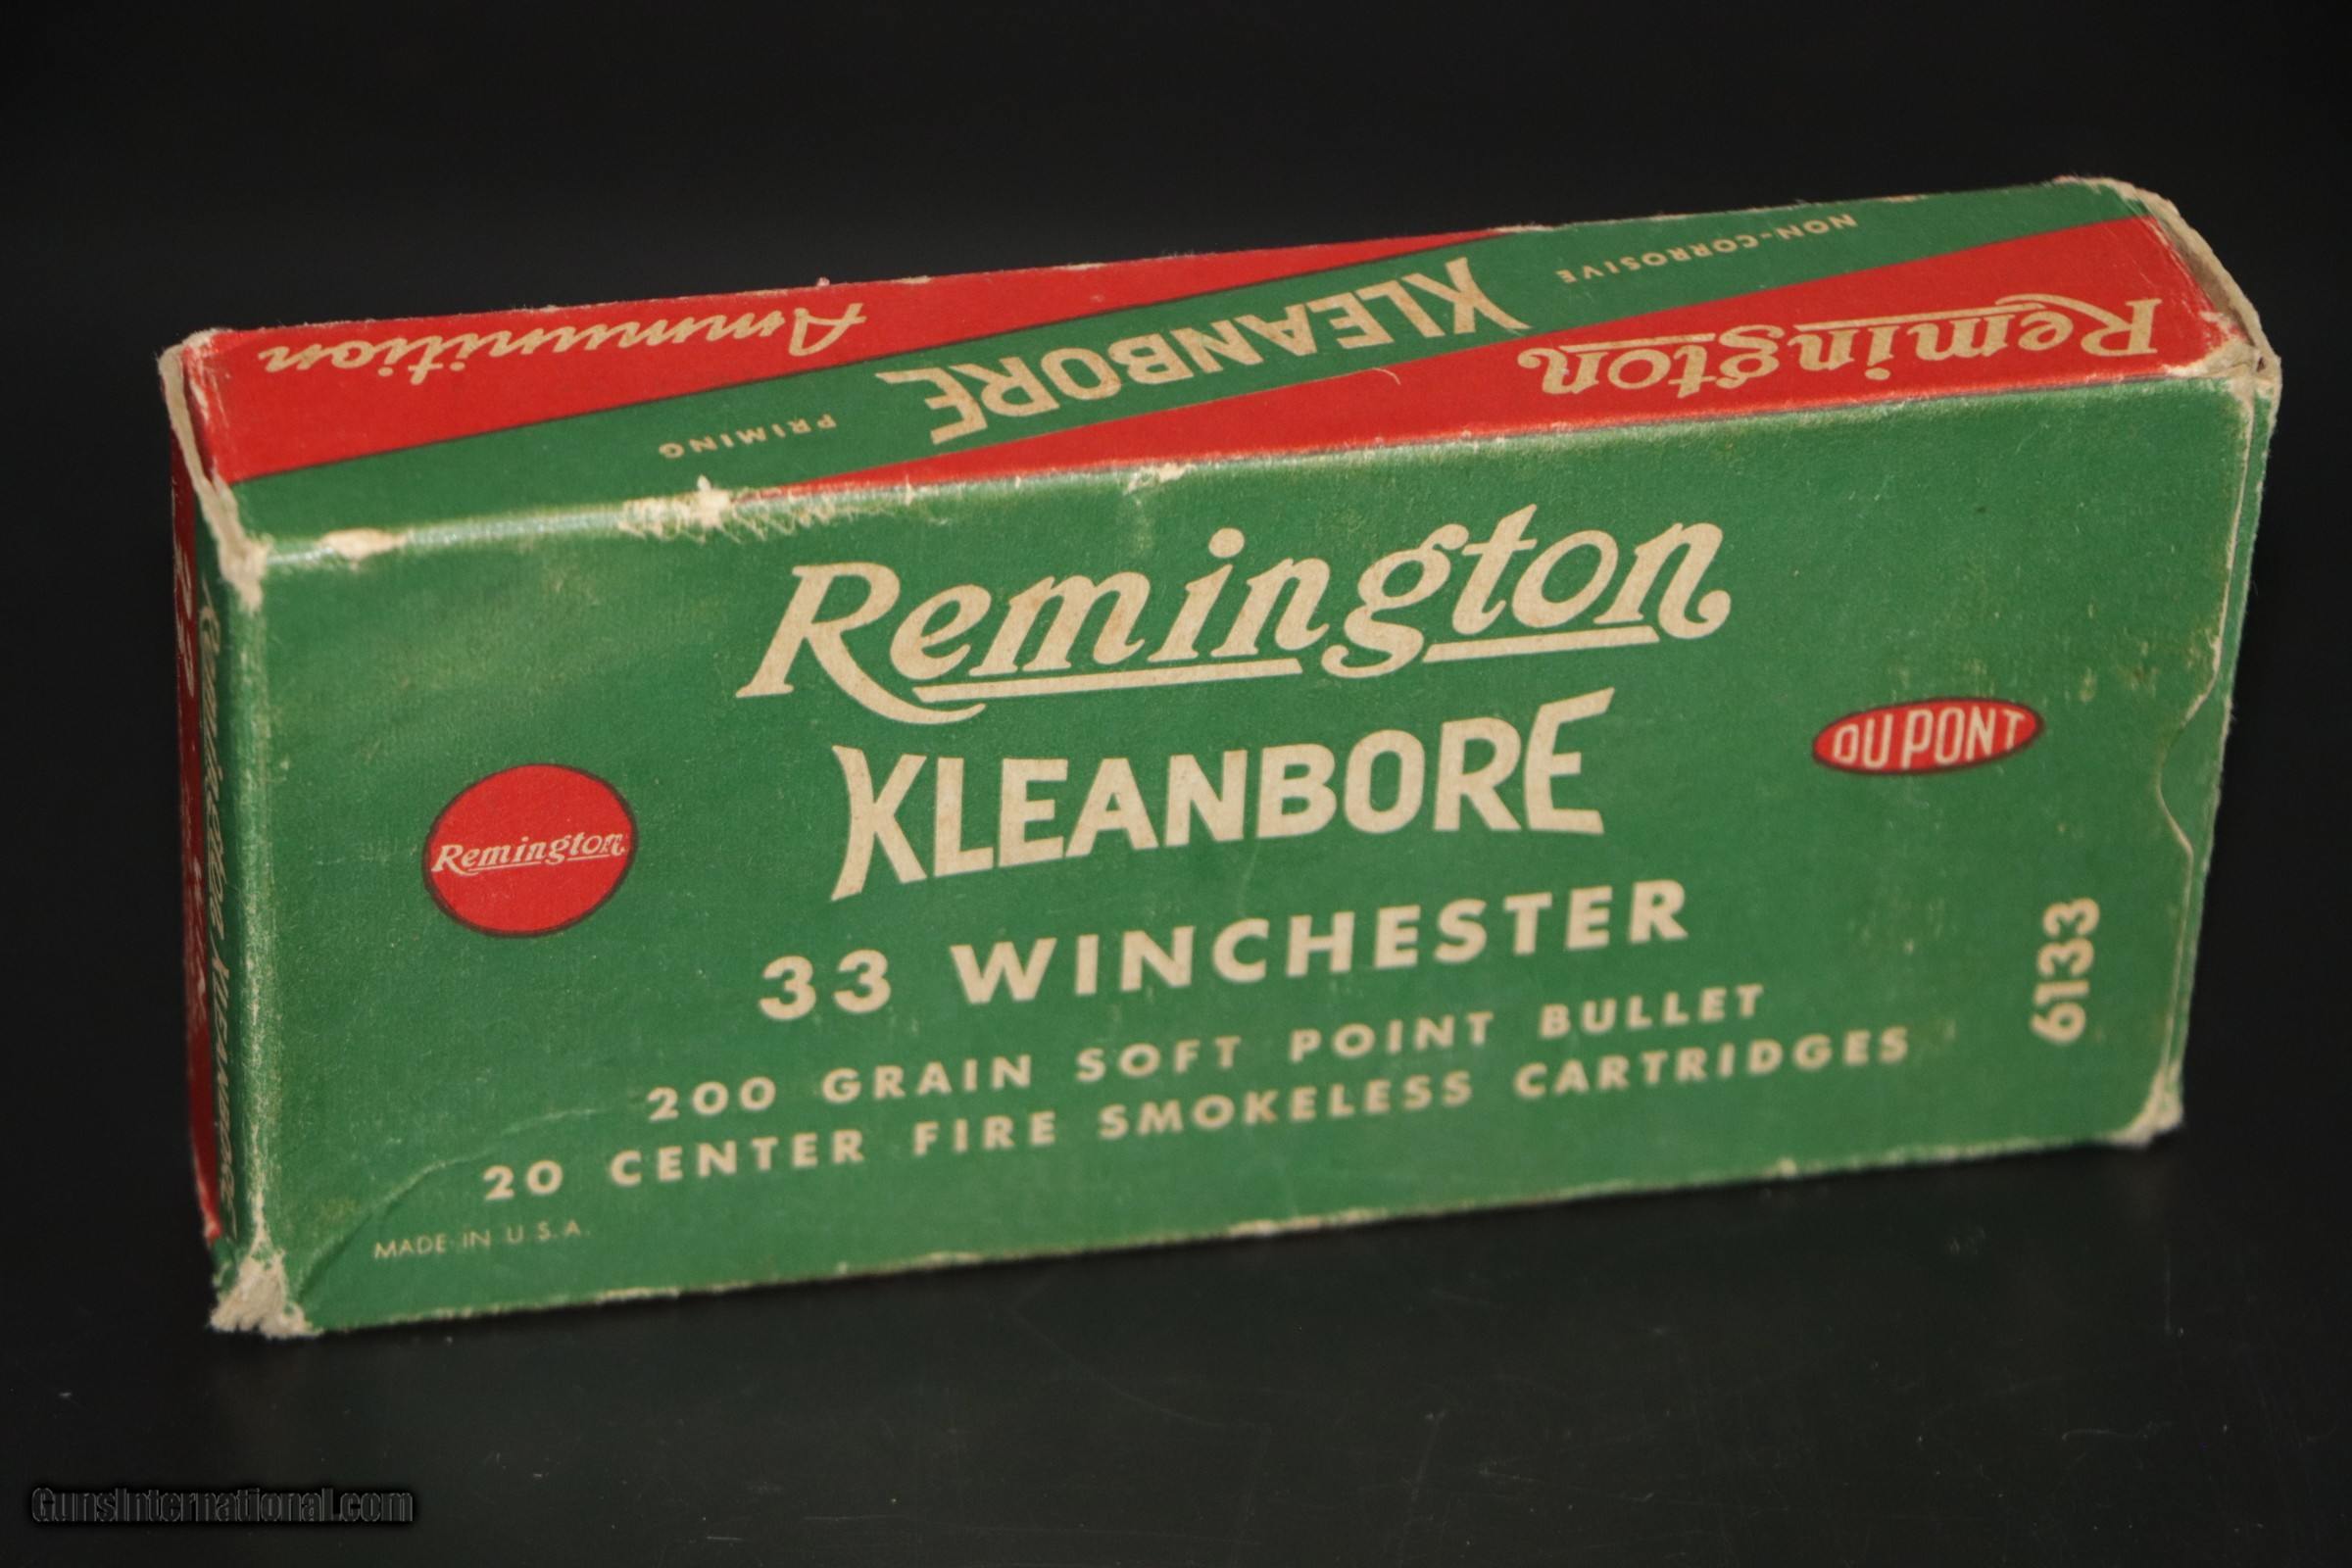 NON-CORROSIVE
Remington
KLEANBORE
PRIMING
Ammunition
Remington
KLEANBORE
DU PONT
Remington
33 WINCHESTER
200 GRAIN SOFT POINT BULLET
20 CENTER FIRE SMOKELESS CARTRIDGES
6133
MADE IN U.S.A.
Remington KLEANBORE
GunsInternational.com